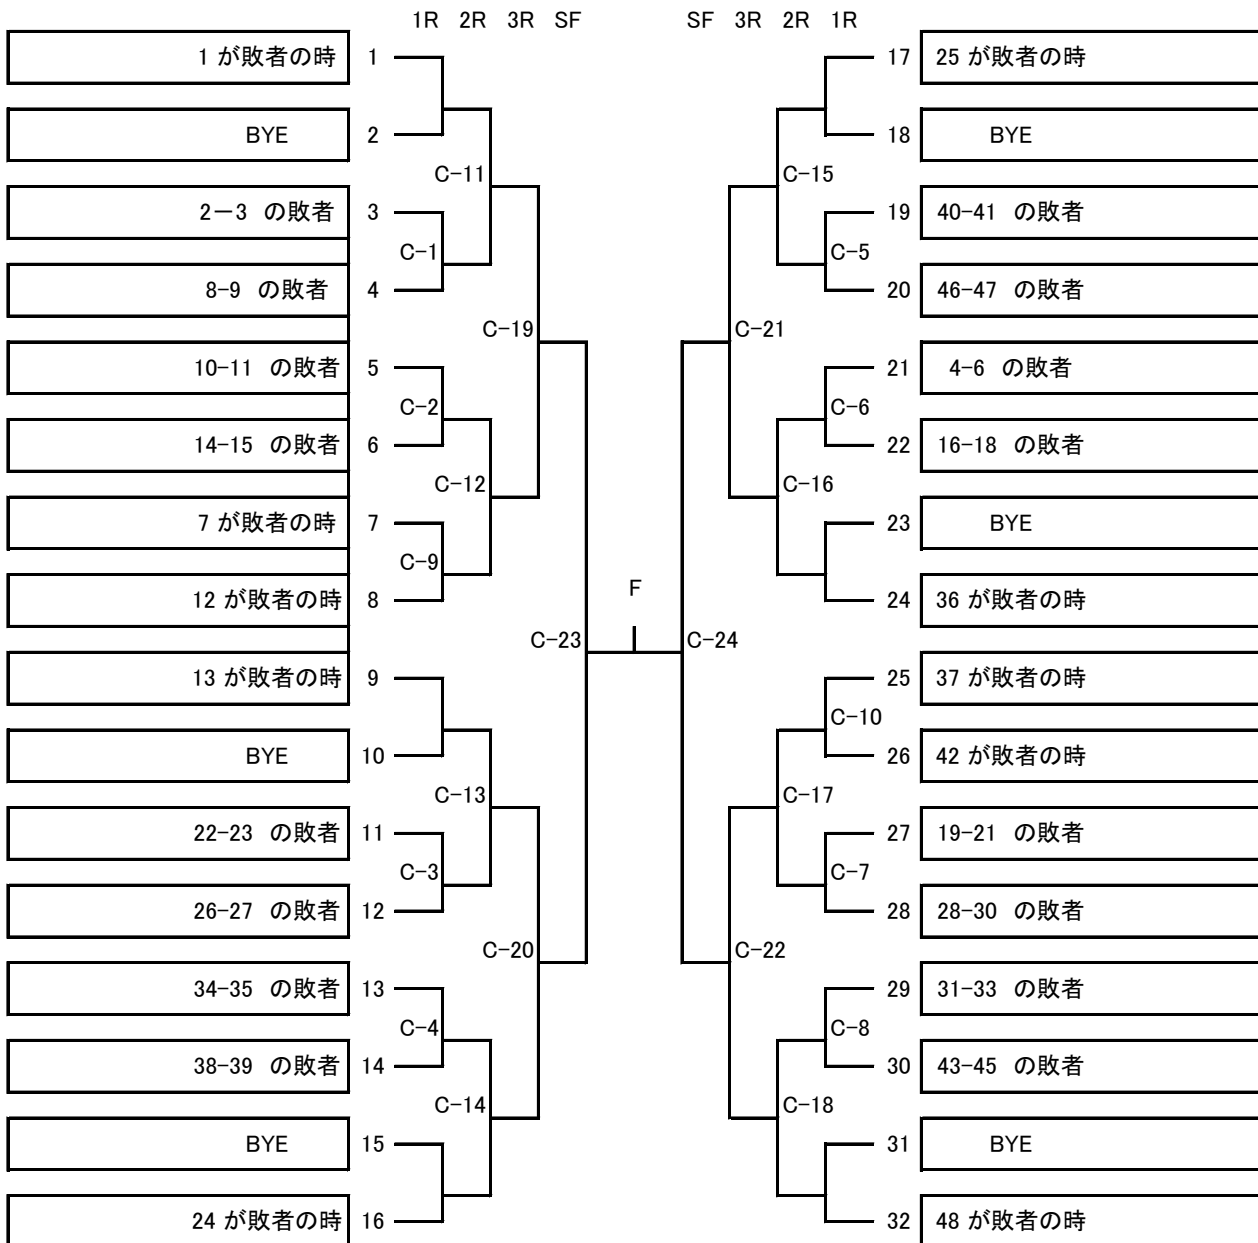 1R 2R 3R SF SF 3R 2R 1R
1 が敗者の時 1 17 25 が敗者の時
BYE 2 18 BYE
C-11 C-15
2ー3 の敗者 3 19 40-41 の敗者
C-1 C-5
8-9 の敗者 4 20 46-47 の敗者
C-19 C-21
10-11 の敗者 5 21 4-6 の敗者
C-2 C-6
14-15 の敗者 6 22 16-18 の敗者
C-12 C-16
7 が敗者の時 7 23 BYE
C-9
12 が敗者の時 8 F 24 36 が敗者の時
C-23 C-24
13 が敗者の時 9 25 37 が敗者の時
C-10
BYE 10 26 42 が敗者の時
C-13 C-17
22-23 の敗者 11 27 19-21 の敗者
C-3 C-7
26-27 の敗者 12 28 28-30 の敗者
C-20 C-22
34-35 の敗者 13 29 31-33 の敗者
C-4 C-8
38-39 の敗者 14 30 43-45 の敗者
C-14 C-18
BYE 15 31 BYE
24 が敗者の時 16 32 48 が敗者の時